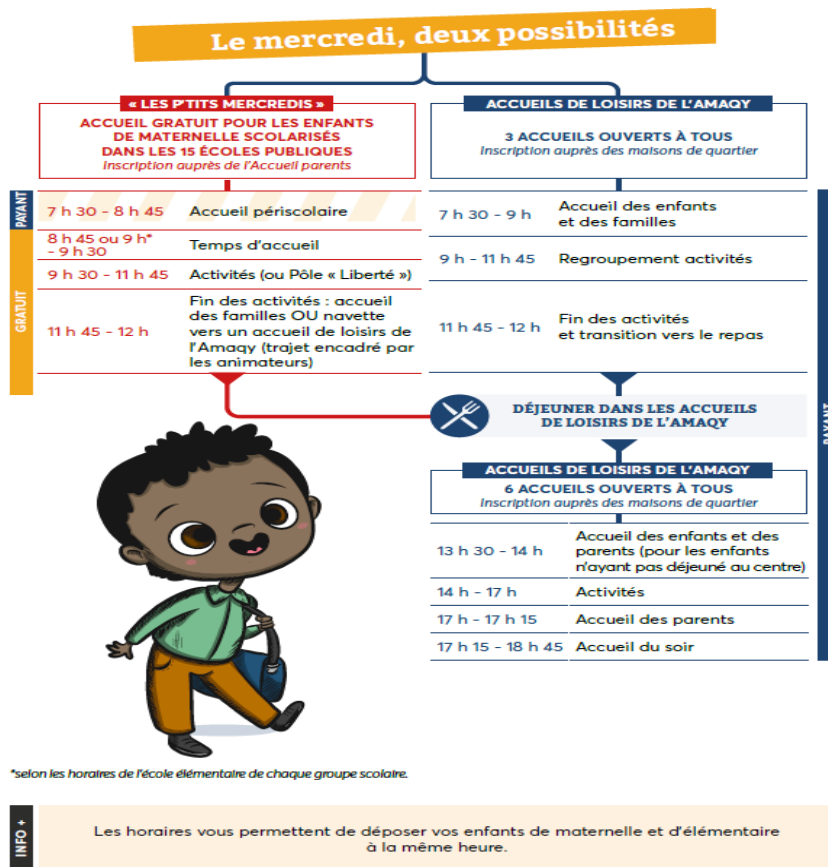 Le mercredi, deux possibilités
« LES P'TITS MERCREDIS »
ACCUEIL GRATUIT POUR LES ENFANTS
DE MATERNELLE SCOLARISÉS
DANS LES 15 ÉCOLES PUBLIQUES
Inscription auprès de l'Accueil parents
PAYANT
7 h 30 - 8 h 45 Accueil périscolaire
GRATUIT
8 h 45 ou 9 h*
- 9 h 30
Temps d'accueil
9 h 30 - 11 h 45 Activités (ou Pôle « Liberté »)
11 h 45 - 12 h
Fin des activités : accueil
des familles OU navette
vers un accueil de loisirs de
l'Amaqy (trajet encadré par
les animateurs)
ACCUEILS DE LOISIRS DE L'AMAQY
3 ACCUEILS OUVERTS À TOUS
Inscription auprès des maisons de quartier
7 h 30 - 9 h
Accueil des enfants
et des familles
9 h - 11 h 45 Regroupement activités
11 h 45 - 12 h
Fin des activités
et transition vers le repas
DÉJEUNER DANS LES ACCUEILS
DE LOISIRS DE L'AMAQY
ACCUEILS DE LOISIRS DE L'AMAQY
6 ACCUEILS OUVERTS À TOUS
Inscription auprès des maisons de quartier
13 h 30 - 14 h
Accueil des enfants et des
parents (pour les enfants
n'ayant pas déjeuné au centre)
14 h - 17 h Activités
17 h - 17 h 15 Accueil des parents
17 h 15 - 18 h 45 Accueil du soir
PAYANT
*selon les horaires de l'école élémentaire de chaque groupe scolaire.
INFO +
Les horaires vous permettent de déposer vos enfants de maternelle et d'élémentaire
à la même heure.